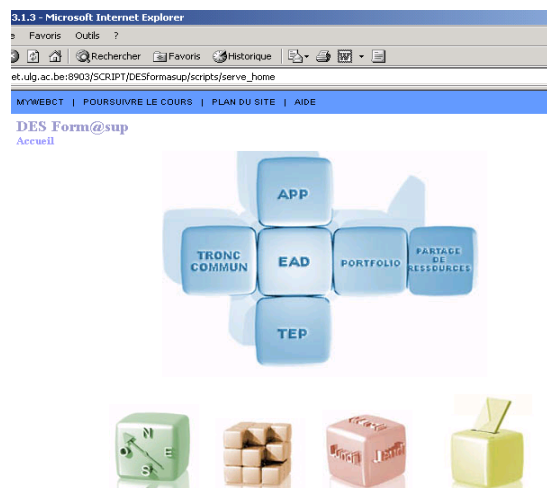 3.1.3 - Microsoft Internet Explorer
Favoris Outils ?
Rechercher Favoris Historique
et.ulg.ac.be:8903/SCRIPT/DESformasup/scripts/serve_home
MYWEBCT | POURSUIVRE LE COURS | PLAN DU SITE | AIDE
DES Form@sup
Accueil
APP
TRONC COMMUN
EAD
PORTFOLIO
PARTAGE DE RESSOURCES
TEP
N
E
S
Jeudi